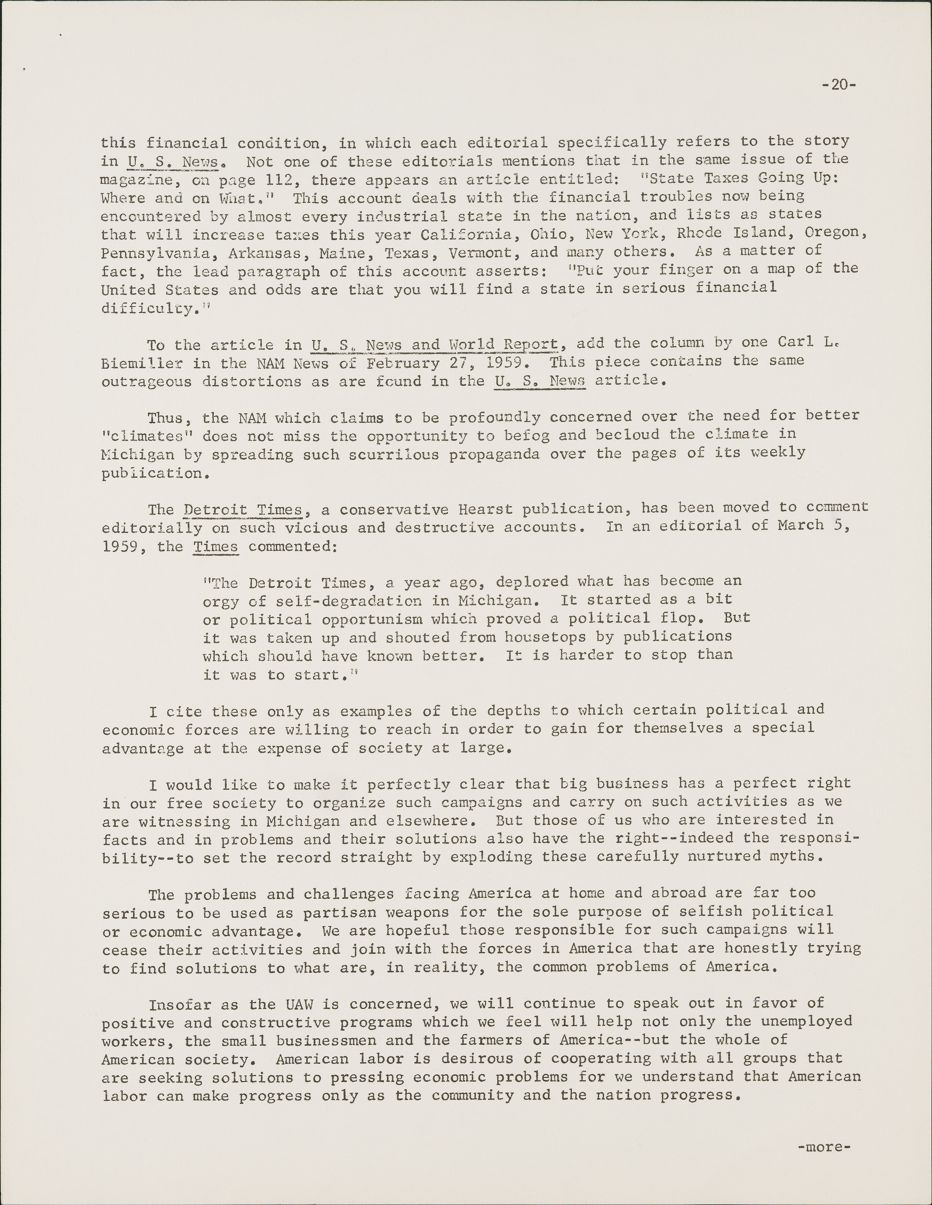 -20-
this financial condition, in which each editorial specifically refers to the story
in U. S. News. Not one of these editorials mentions that in the same issue of the
magazine, on page 112, there appears an article entitled: "State Taxes Going Up:
Where and on What." This account deals with the financial troubles now being
encountered by almost every industrial state in the nation, and lists as states
that will increase taxes this year California, Ohio, New York, Rhode Island, Oregon,
Pennsylvania, Arkansas, Maine, Texas, Vermont, and many others. As a matter of
fact, the lead paragraph of this account asserts: "Put your finger on a map of the
United States and odds are that you will find a state in serious financial
difficulty."
To the article in U. S. News and World Report, add the column by one Carl L.
Biemiller in the NAM News of February 27, 1959. This piece contains the same
outrageous distortions as are found in the U. S. News article.
Thus, the NAM which claims to be profoundly concerned over the need for better
"climates" does not miss the opportunity to befog and becloud the climate in
Michigan by spreading such scurrilous propaganda over the pages of its weekly
publication.
The Detroit Times, a conservative Hearst publication, has been moved to comment
editorially on such vicious and destructive accounts. In an editorial of March 5,
1959, the Times commented:
"The Detroit Times, a year ago, deplored what has become an
orgy of self-degradation in Michigan. It started as a bit
or political opportunism which proved a political flop. But
it was taken up and shouted from housetops by publications
which should have known better. It is harder to stop than
it was to start."
I cite these only as examples of the depths to which certain political and
economic forces are willing to reach in order to gain for themselves a special
advantage at the expense of society at large.
I would like to make it perfectly clear that big business has a perfect right
in our free society to organize such campaigns and carry on such activities as we
are witnessing in Michigan and elsewhere. But those of us who are interested in
facts and in problems and their solutions also have the right--indeed the responsi-
bility--to set the record straight by exploding these carefully nurtured myths.
The problems and challenges facing America at home and abroad are far too
serious to be used as partisan weapons for the sole purpose of selfish political
or economic advantage. We are hopeful those responsible for such campaigns will
cease their activities and join with the forces in America that are honestly trying
to find solutions to what are, in reality, the common problems of America.
Insofar as the UAW is concerned, we will continue to speak out in favor of
positive and constructive programs which we feel will help not only the unemployed
workers, the small businessmen and the farmers of America--but the whole of
American society. American labor is desirous of cooperating with all groups that
are seeking solutions to pressing economic problems for we understand that American
labor can make progress only as the community and the nation progress.
-more-